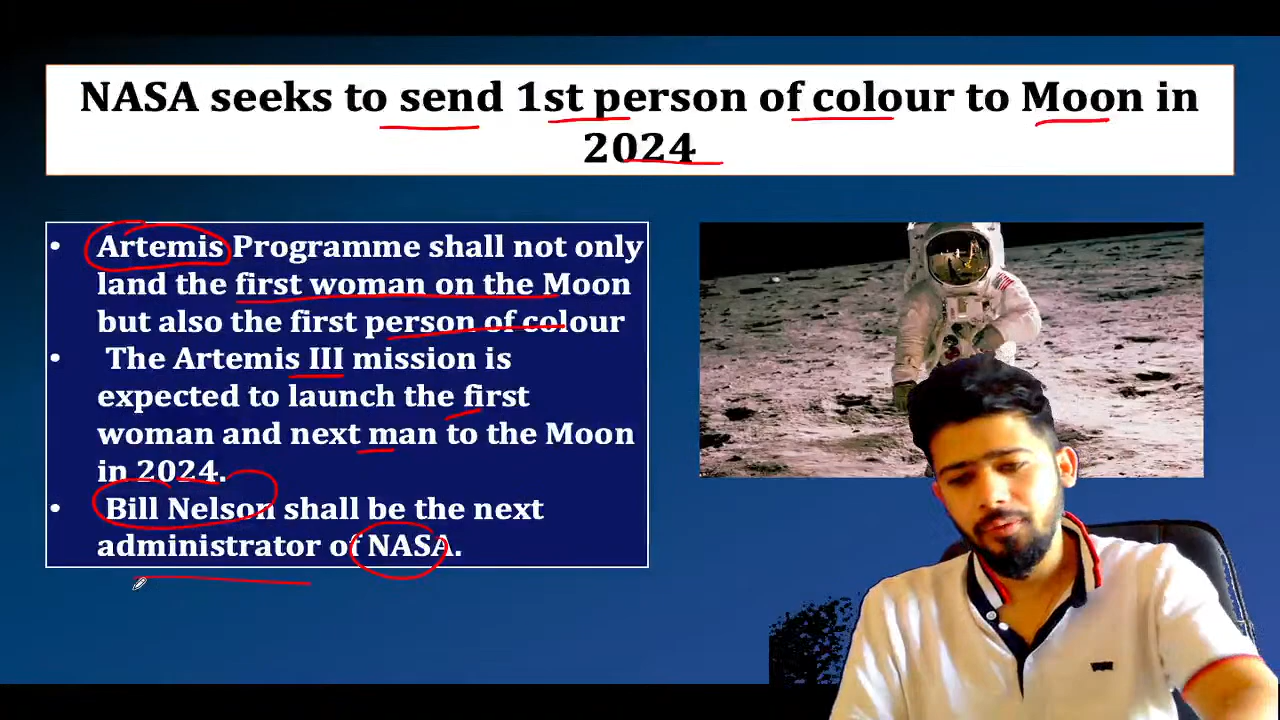 NASA seeks to send 1st person of colour to Moon in
2024
• Artemis Programme shall not only
land the first woman on the Moon
but also the first person of colour
• The Artemis III mission is
expected to launch the first
woman and next man to the Moon
in 2024.
• Bill Nelson shall be the next
administrator of NASA.